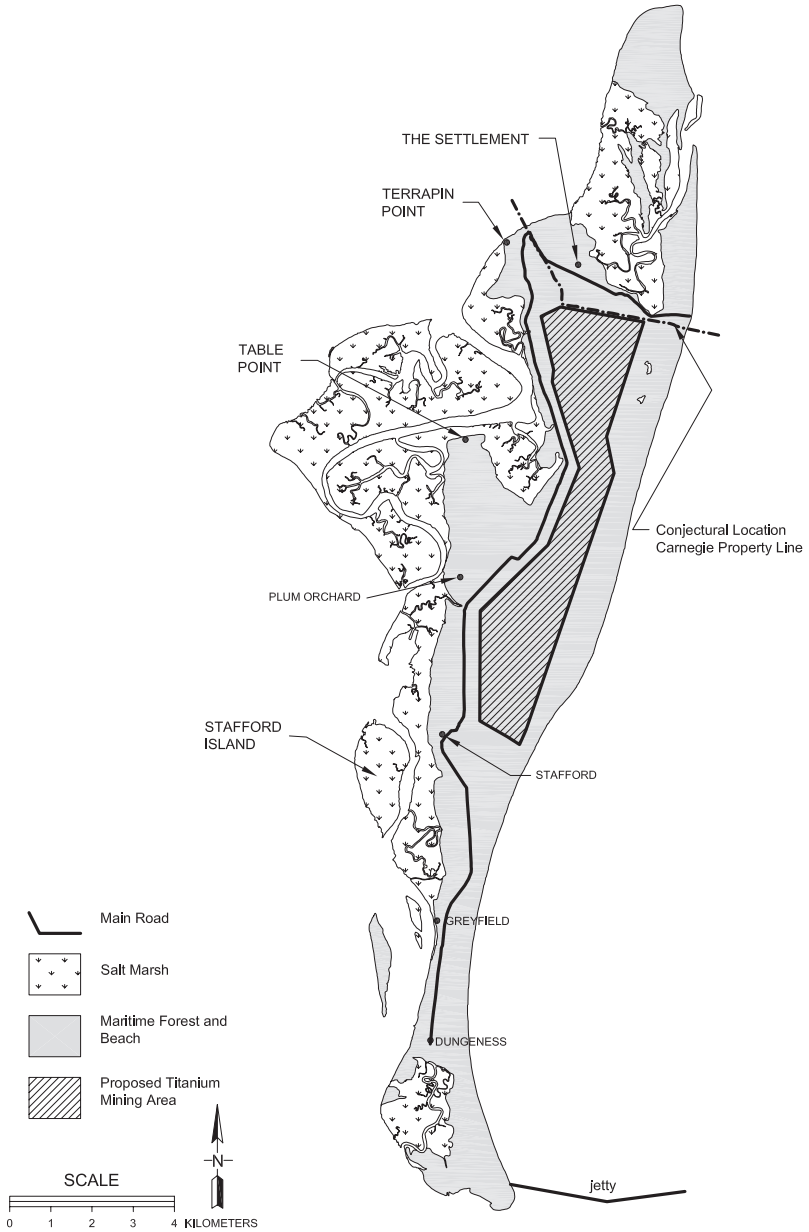 THE SETTLEMENT
TERRAPIN
POINT
TABLE
POINT
Conjectural Location
Carnegie Property Line
PLUM ORCHARD
STAFFORD
ISLAND
STAFFORD
GREYFIELD
DUNGENESS
Main Road
Salt Marsh
Maritime Forest and
Beach
Proposed Titanium
Mining Area
N
SCALE
0 1 2 3 4 KILOMETERS
jetty